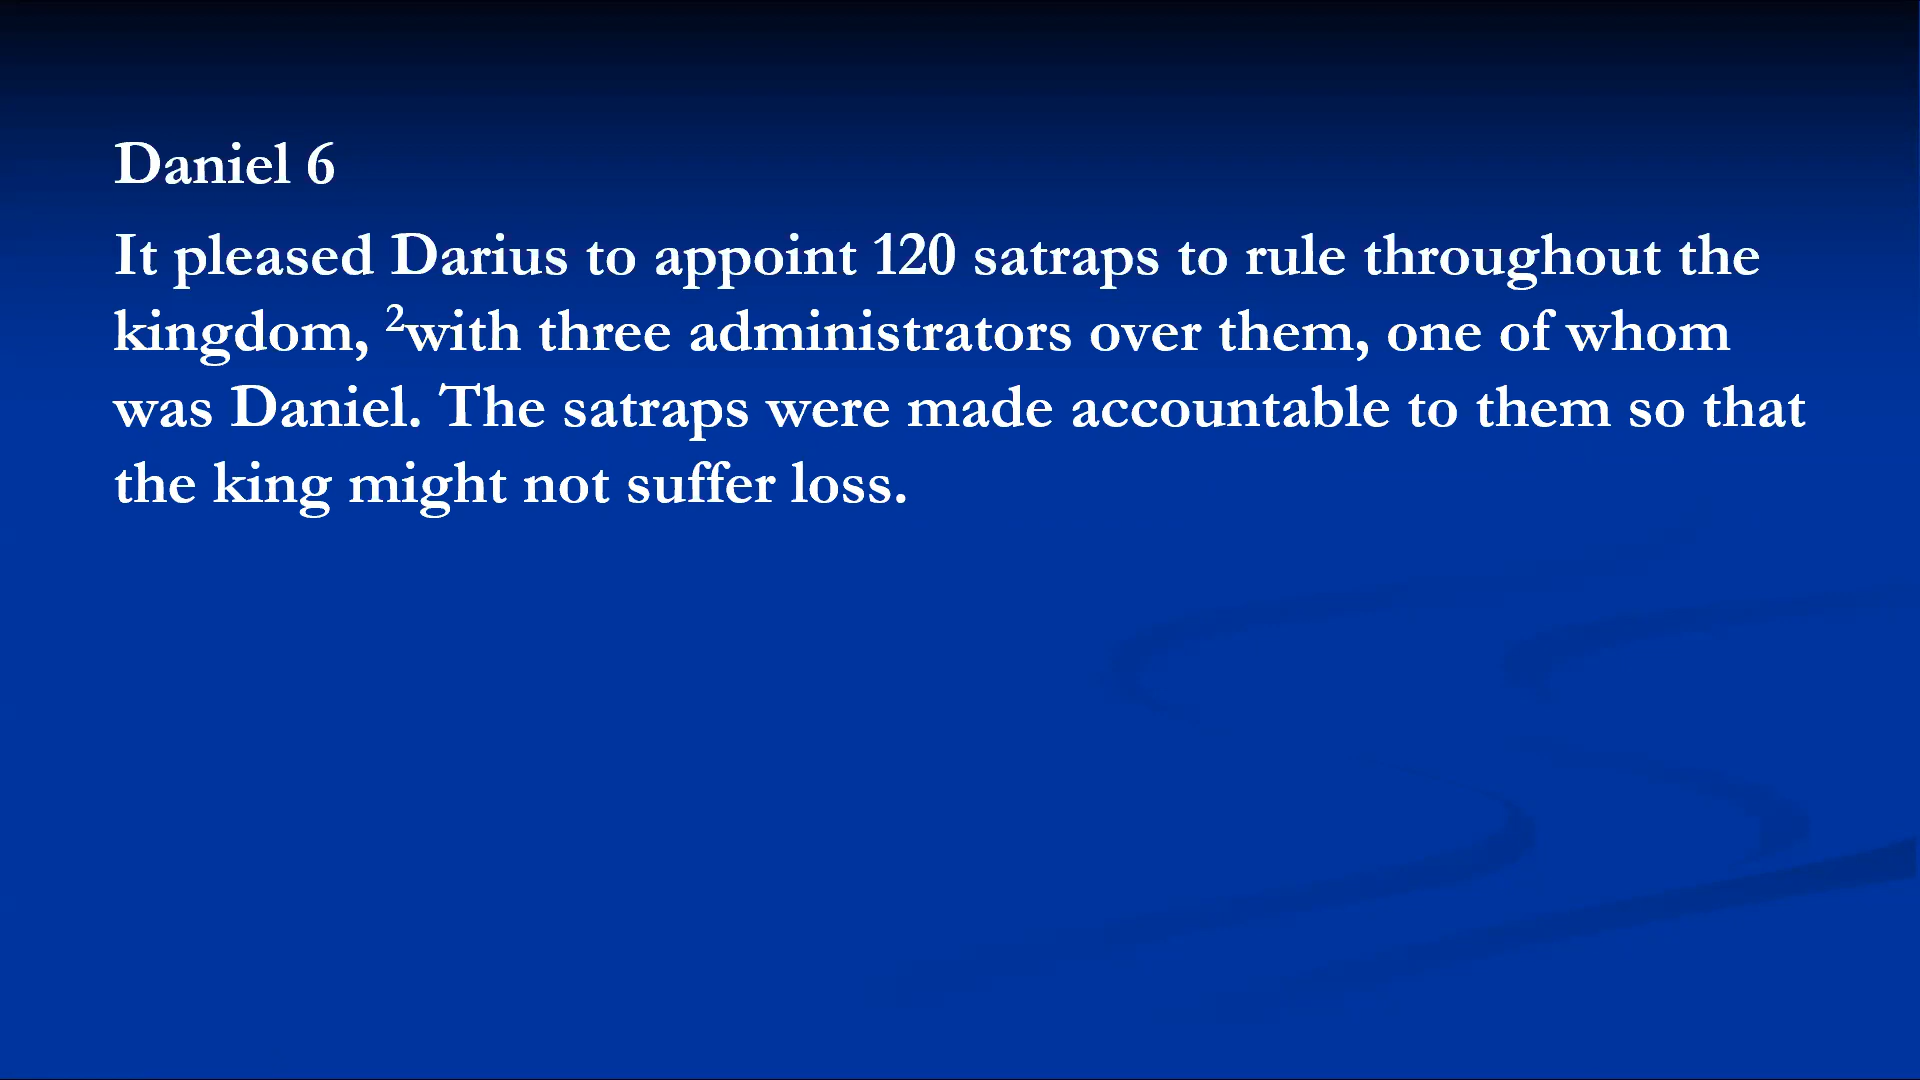 Daniel 6
It pleased Darius to appoint 120 satraps to rule throughout the
kingdom, ²with three administrators over them, one of whom
was Daniel. The satraps were made accountable to them so that
the king might not suffer loss.